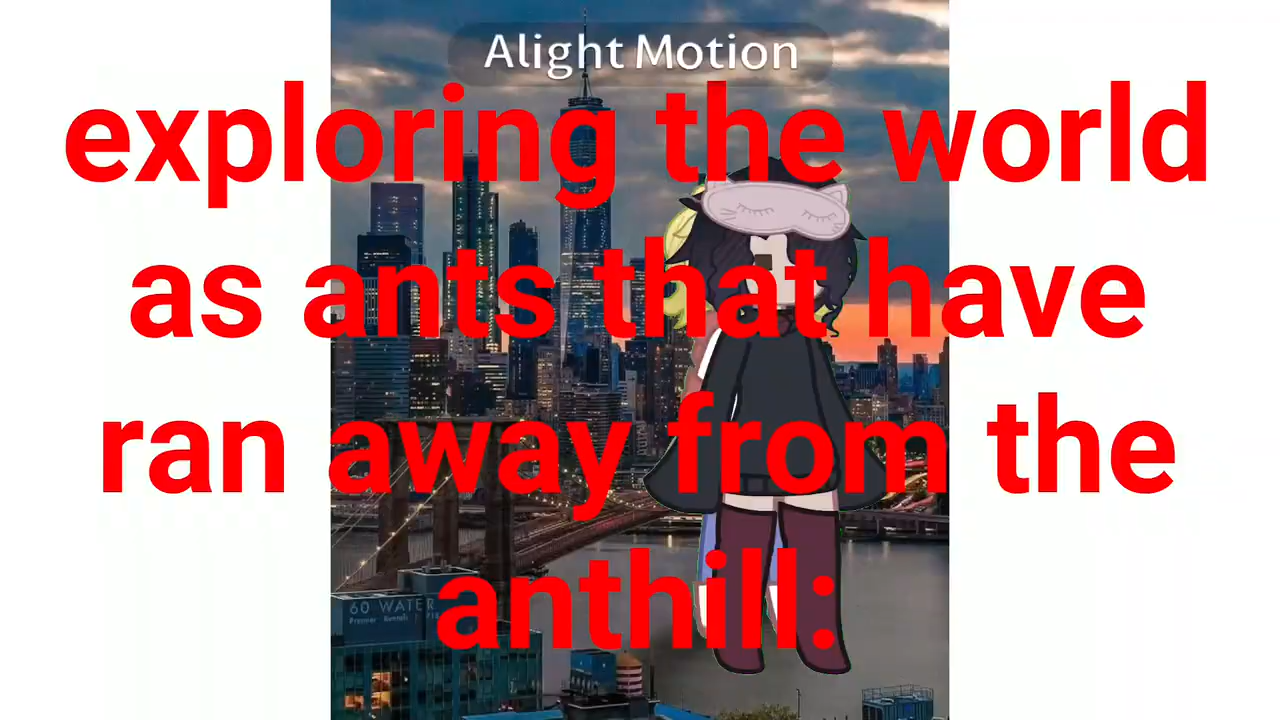 Alight Motion
exploring the world
as ants that have
ran away from the
anthill:
60 WATER